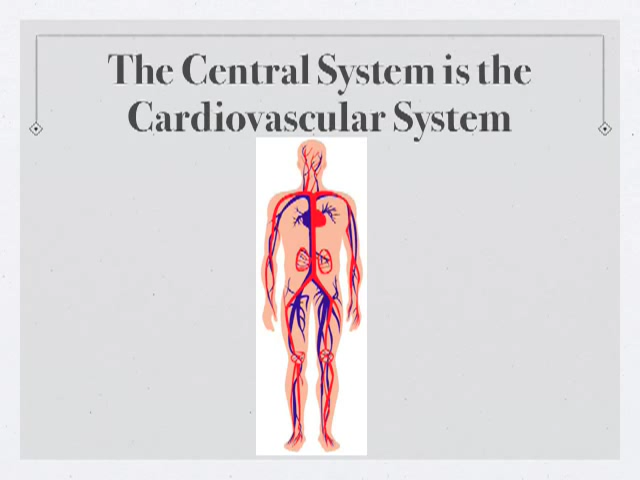 The Central System is the
Cardiovascular System